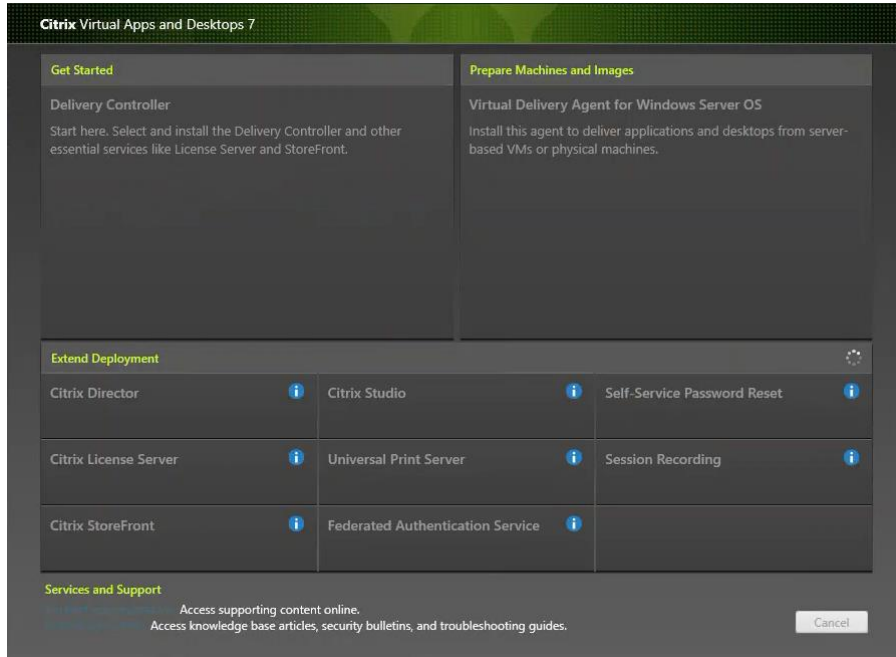 Citrix Virtual Apps and Desktops 7
Get Started
Delivery Controller
Start here. Select and install the Delivery Controller and other
essential services like License Server and StoreFront.
Prepare Machines and Images
Virtual Delivery Agent for Windows Server OS
Install this agent to deliver applications and desktops from server-
based VMs or physical machines.
Extend Deployment
Citrix Director
Citrix Studio
Self-Service Password Reset
Citrix License Server
Universal Print Server
Session Recording
Citrix StoreFront
Federated Authentication Service
Services and Support
Access supporting content online.
Access knowledge base articles, security bulletins, and troubleshooting guides.
Cancel